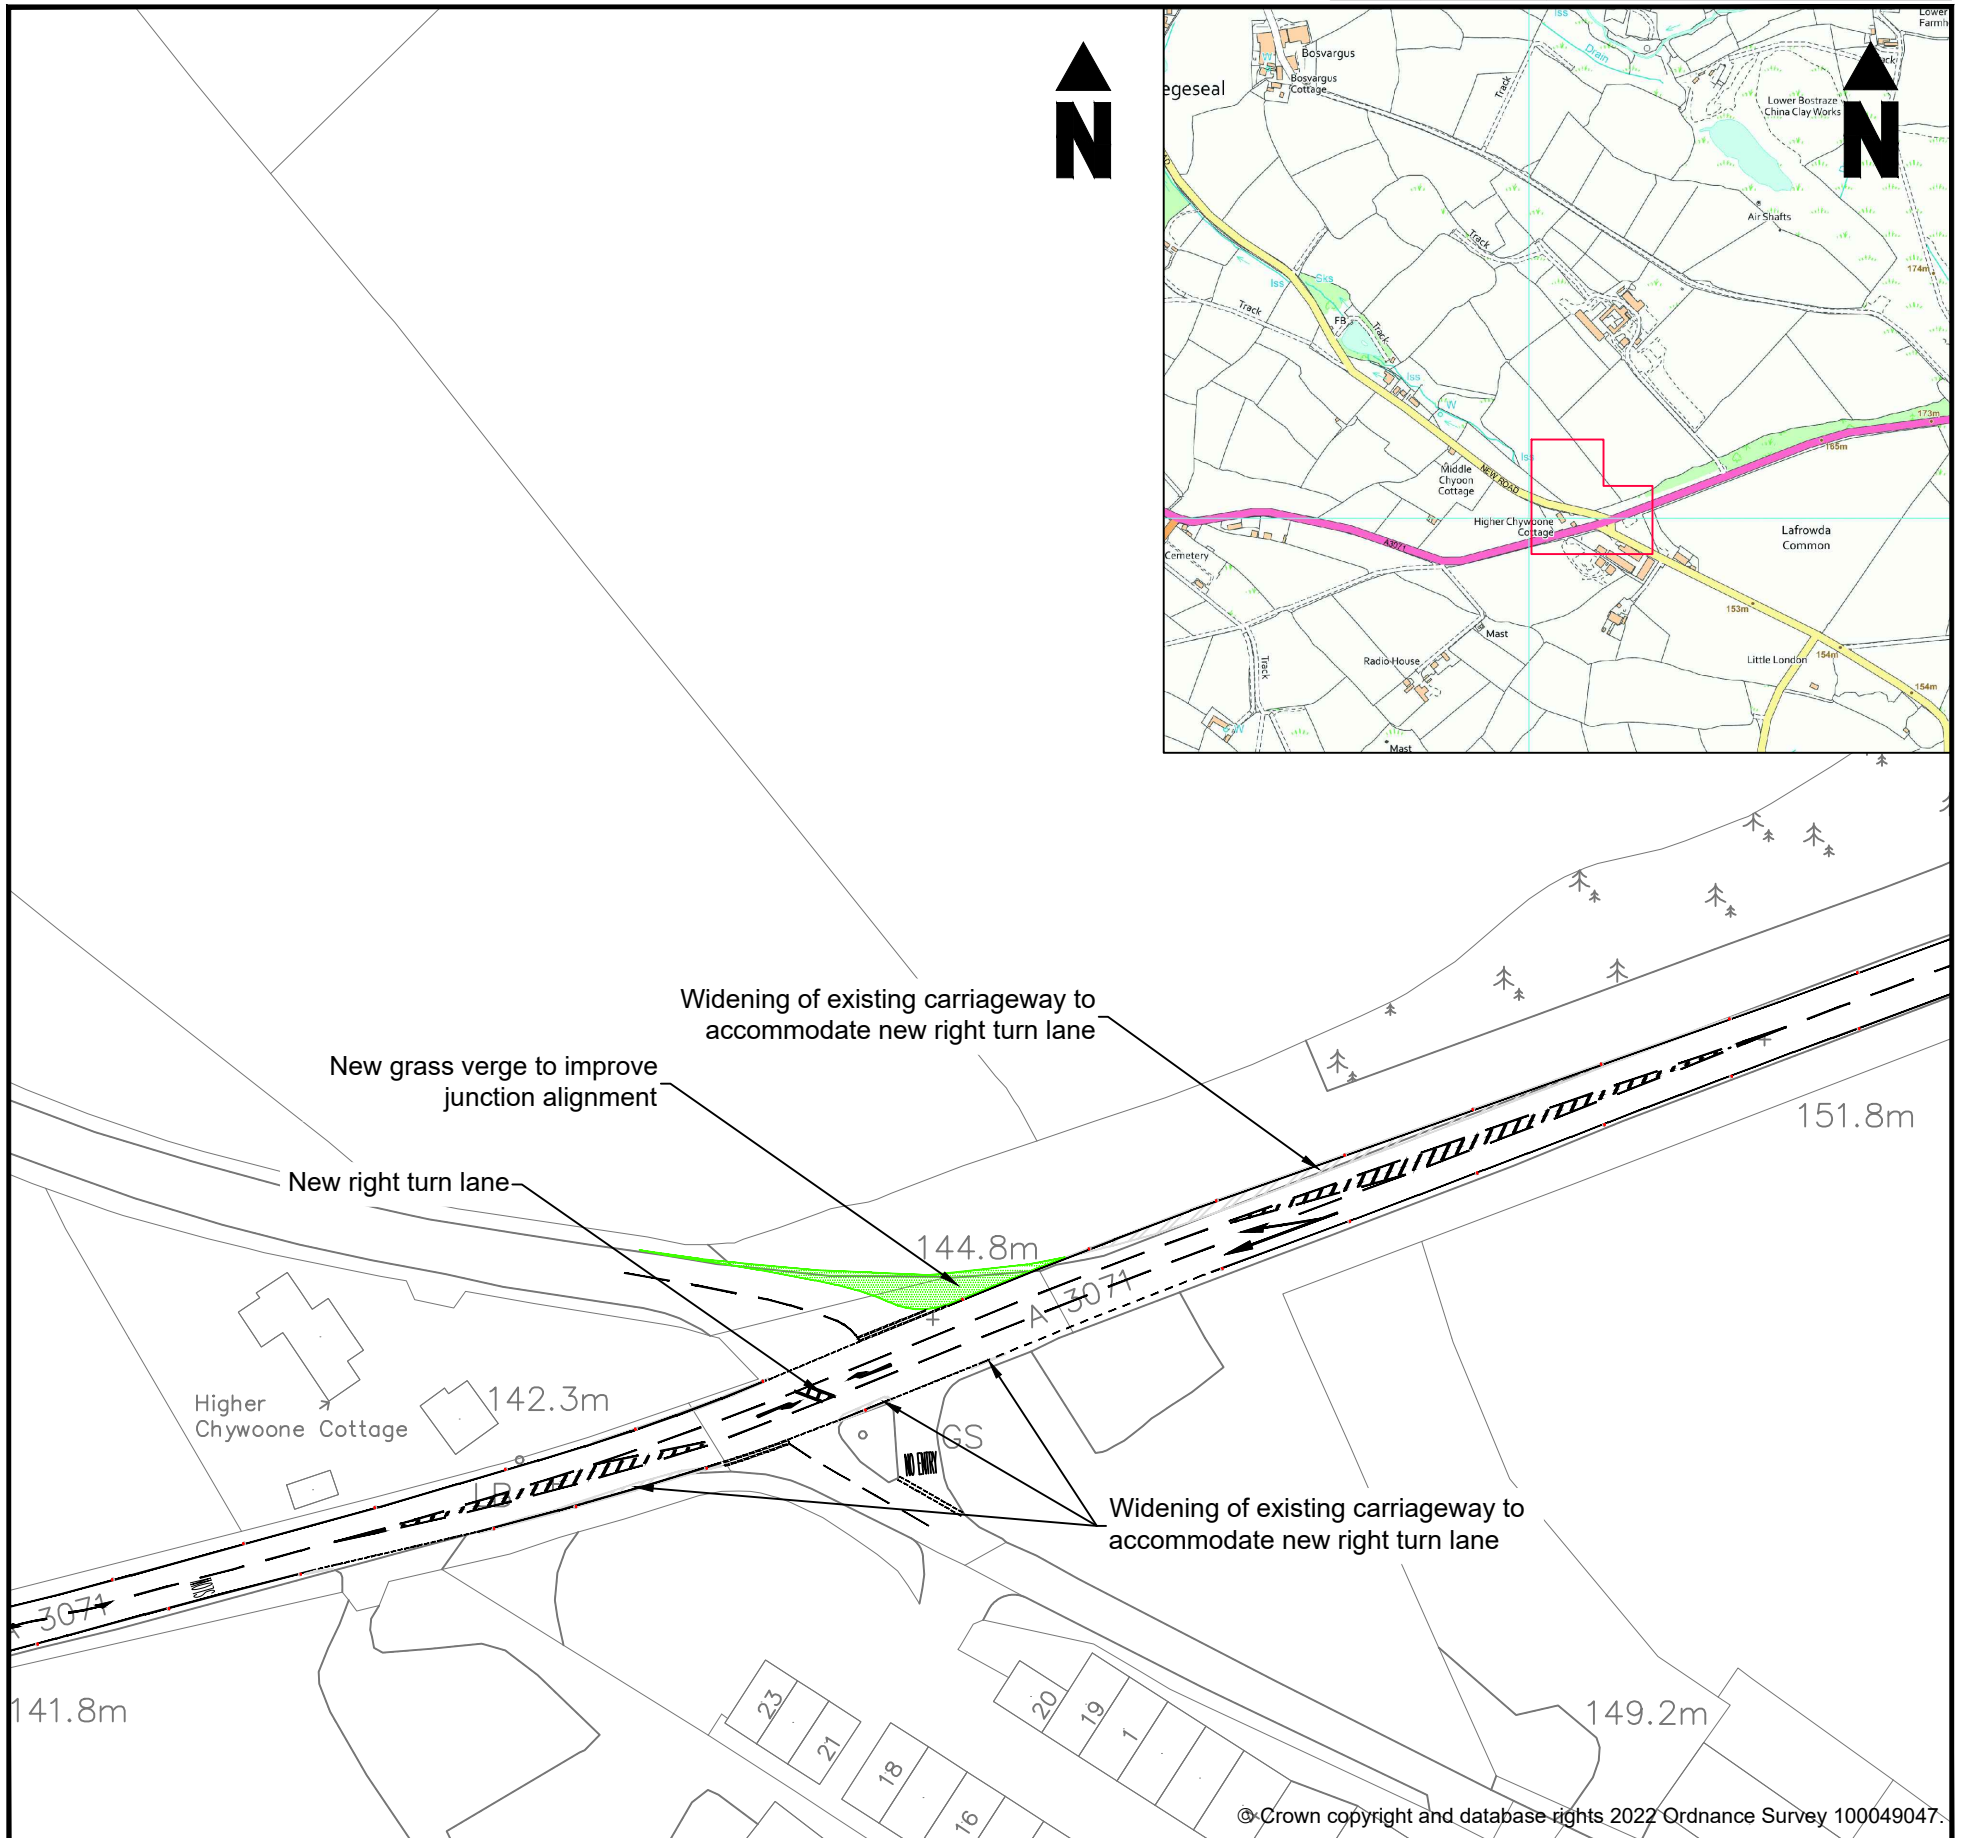 N
N
Bosvargus
Bosvargus
Cottage
egeseal
Iss
Drain
Track
Lower
Farmh
ack
Lower Bostraze
China Clay Works
Air Shafts
174m
Track
Iss
Sks
Track
FB
Track
Iss
W
Iss
173m
165m
Middle
Chyoon
Cottage
NEW ROAD
Higher Chywoone
Cottage
A3071
Cemetery
Lafrowda
Common
153m
Mast
Track
Radio House
Little London
154m
154m
W
Mast
Widening of existing carriageway to
accommodate new right turn lane
New grass verge to improve
junction alignment
New right turn lane
151.8m
144.8m
A 3071
142.3m
Higher
Chywoone Cottage
LB
GS
NO ENTRY
Widening of existing carriageway to
accommodate new right turn lane
A 3071
141.8m
149.2m
23
21
18
16
20
19
1
© Crown copyright and database rights 2022 Ordnance Survey 100049047.